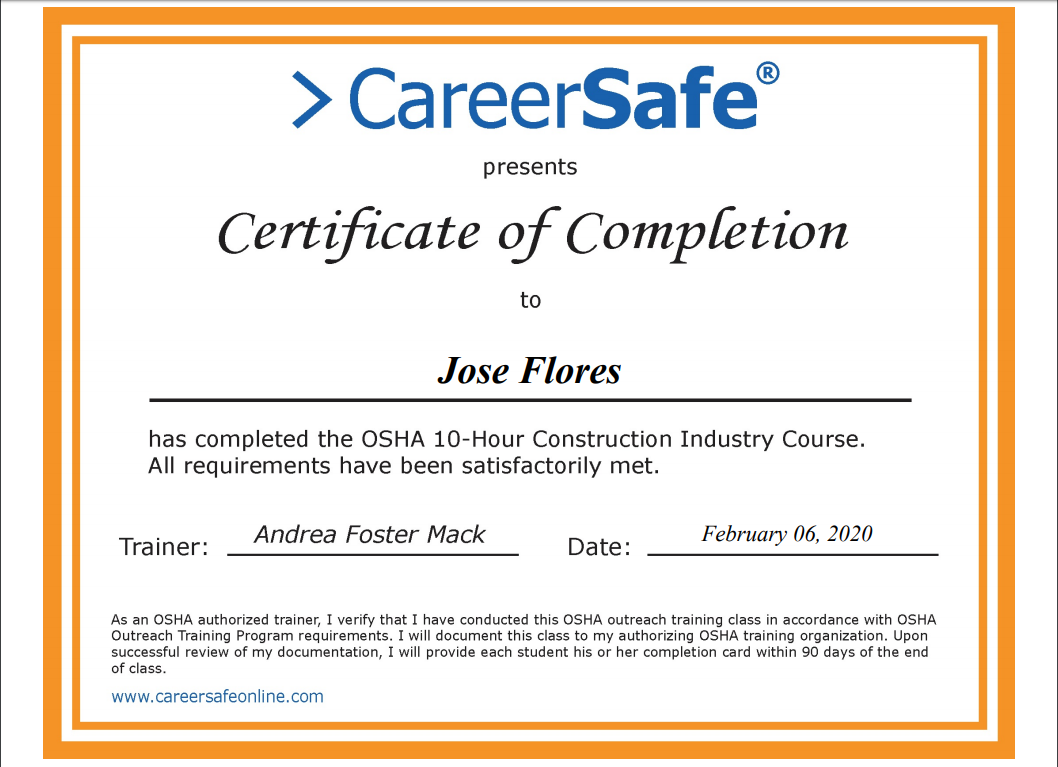 > CareerSafe®
presents
Certificate of Completion
to
Jose Flores
has completed the OSHA 10-Hour Construction Industry Course.
All requirements have been satisfactorily met.
Trainer: Andrea Foster Mack Date: February 06, 2020
As an OSHA authorized trainer, I verify that I have conducted this OSHA outreach training class in accordance with OSHA
Outreach Training Program requirements. I will document this class to my authorizing OSHA training organization. Upon
successful review of my documentation, I will provide each student his or her completion card within 90 days of the end
of class.
www.careersafeonline.com